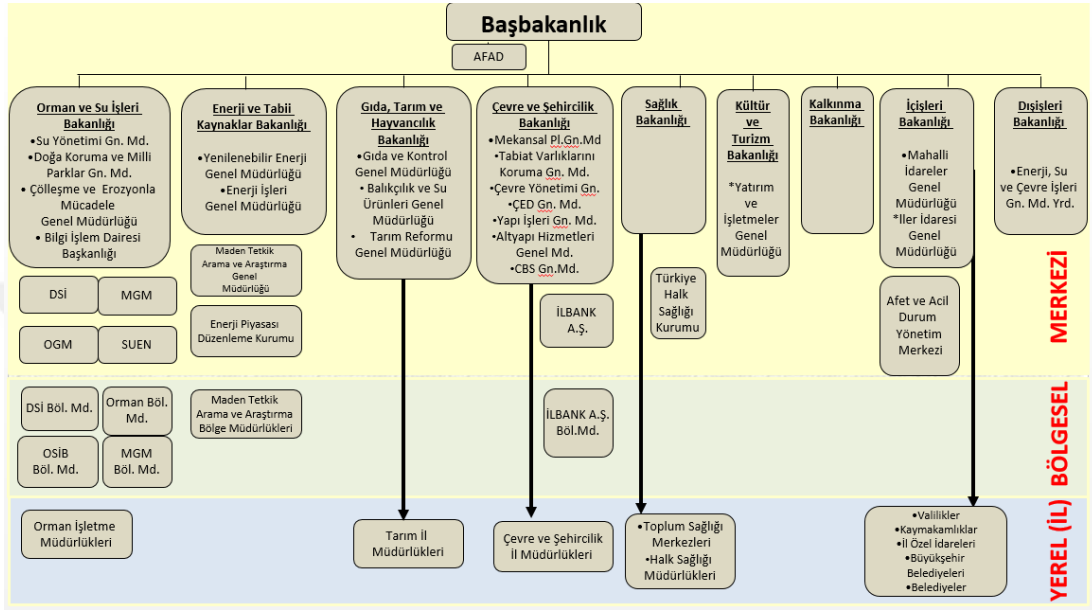 Başbakanlık
AFAD
Orman ve Su İşleri
Bakanlığı
•Su Yönetimi Gn. Md.
•Doğa Koruma ve Milli
Parklar Gn. Md.
• Çölleşme ve Erozyonla
Mücadele
Genel Müdürlüğü
• Bilgi İşlem Dairesi
Başkanlığı
DSİ
MGM
OGM
SUEN
Enerji ve Tabii
Kaynaklar Bakanlığı
•Yenilenebilir Enerji
Genel Müdürlüğü
•Enerji İşleri
Genel Müdürlüğü
Maden Tetkik
Arama ve Araştırma
Genel
Müdürlüğü
Enerji Piyasası
Düzenleme Kurumu
Gıda, Tarım ve
Hayvancılık
Bakanlığı
•Gıda ve Kontrol
Genel Müdürlüğü
• Balıkçılık ve Su
Ürünleri Genel
Müdürlüğü
• Tarım Reformu
Genel Müdürlüğü
Çevre ve Şehircilik
Bakanlığı
•Mekansal Pl.Gn.Md
•Tabiat Varlıklarını
Koruma Gn. Md.
•Çevre Yönetimi Gn.
•ÇED Gn. Md.
•Yapı İşleri Gn. Md.
•Altyapı Hizmetleri
Genel Md.
•CBS Gn.Md.
İLBANK
A.Ş.
Sağlık
Bakanlığı
Türkiye
Halk
Sağlığı
Kurumu
Kültür
ve
Turizm
Bakanlığı
*Yatırım
ve
İşletmeler
Genel
Müdürlüğü
Kalkınma
Bakanlığı
İçişleri
Bakanlığı
•Mahalli
İdareler
Genel
Müdürlüğü
*İller İdaresi
Genel
Müdürlüğü
Afet ve Acil
Durum
Yönetim
Merkezi
Dışişleri
Bakanlığı
•Enerji, Su
ve Çevre İşleri
Gn. Md. Yrd.
MERKEZİ
DSİ Böl. Md.
Orman Böl.
Md.
OSİB
Böl. Md.
MGM
Böl. Md.
Maden Tetkik
Arama ve Araştırma
Bölge Müdürlükleri
İLBANK A.Ş.
Böl.Md.
BÖLGESEL
Orman İşletme
Müdürlükleri
Tarım İl
Müdürlükleri
Çevre ve Şehircilik
İl Müdürlükleri
•Toplum Sağlığı
Merkezleri
•Halk Sağlığı
Müdürlükleri
•Valilikler
•Kaymakamlıklar
•İl Özel İdareleri
•Büyükşehir
Belediyeleri
•Belediyeler
YEREL (İL)